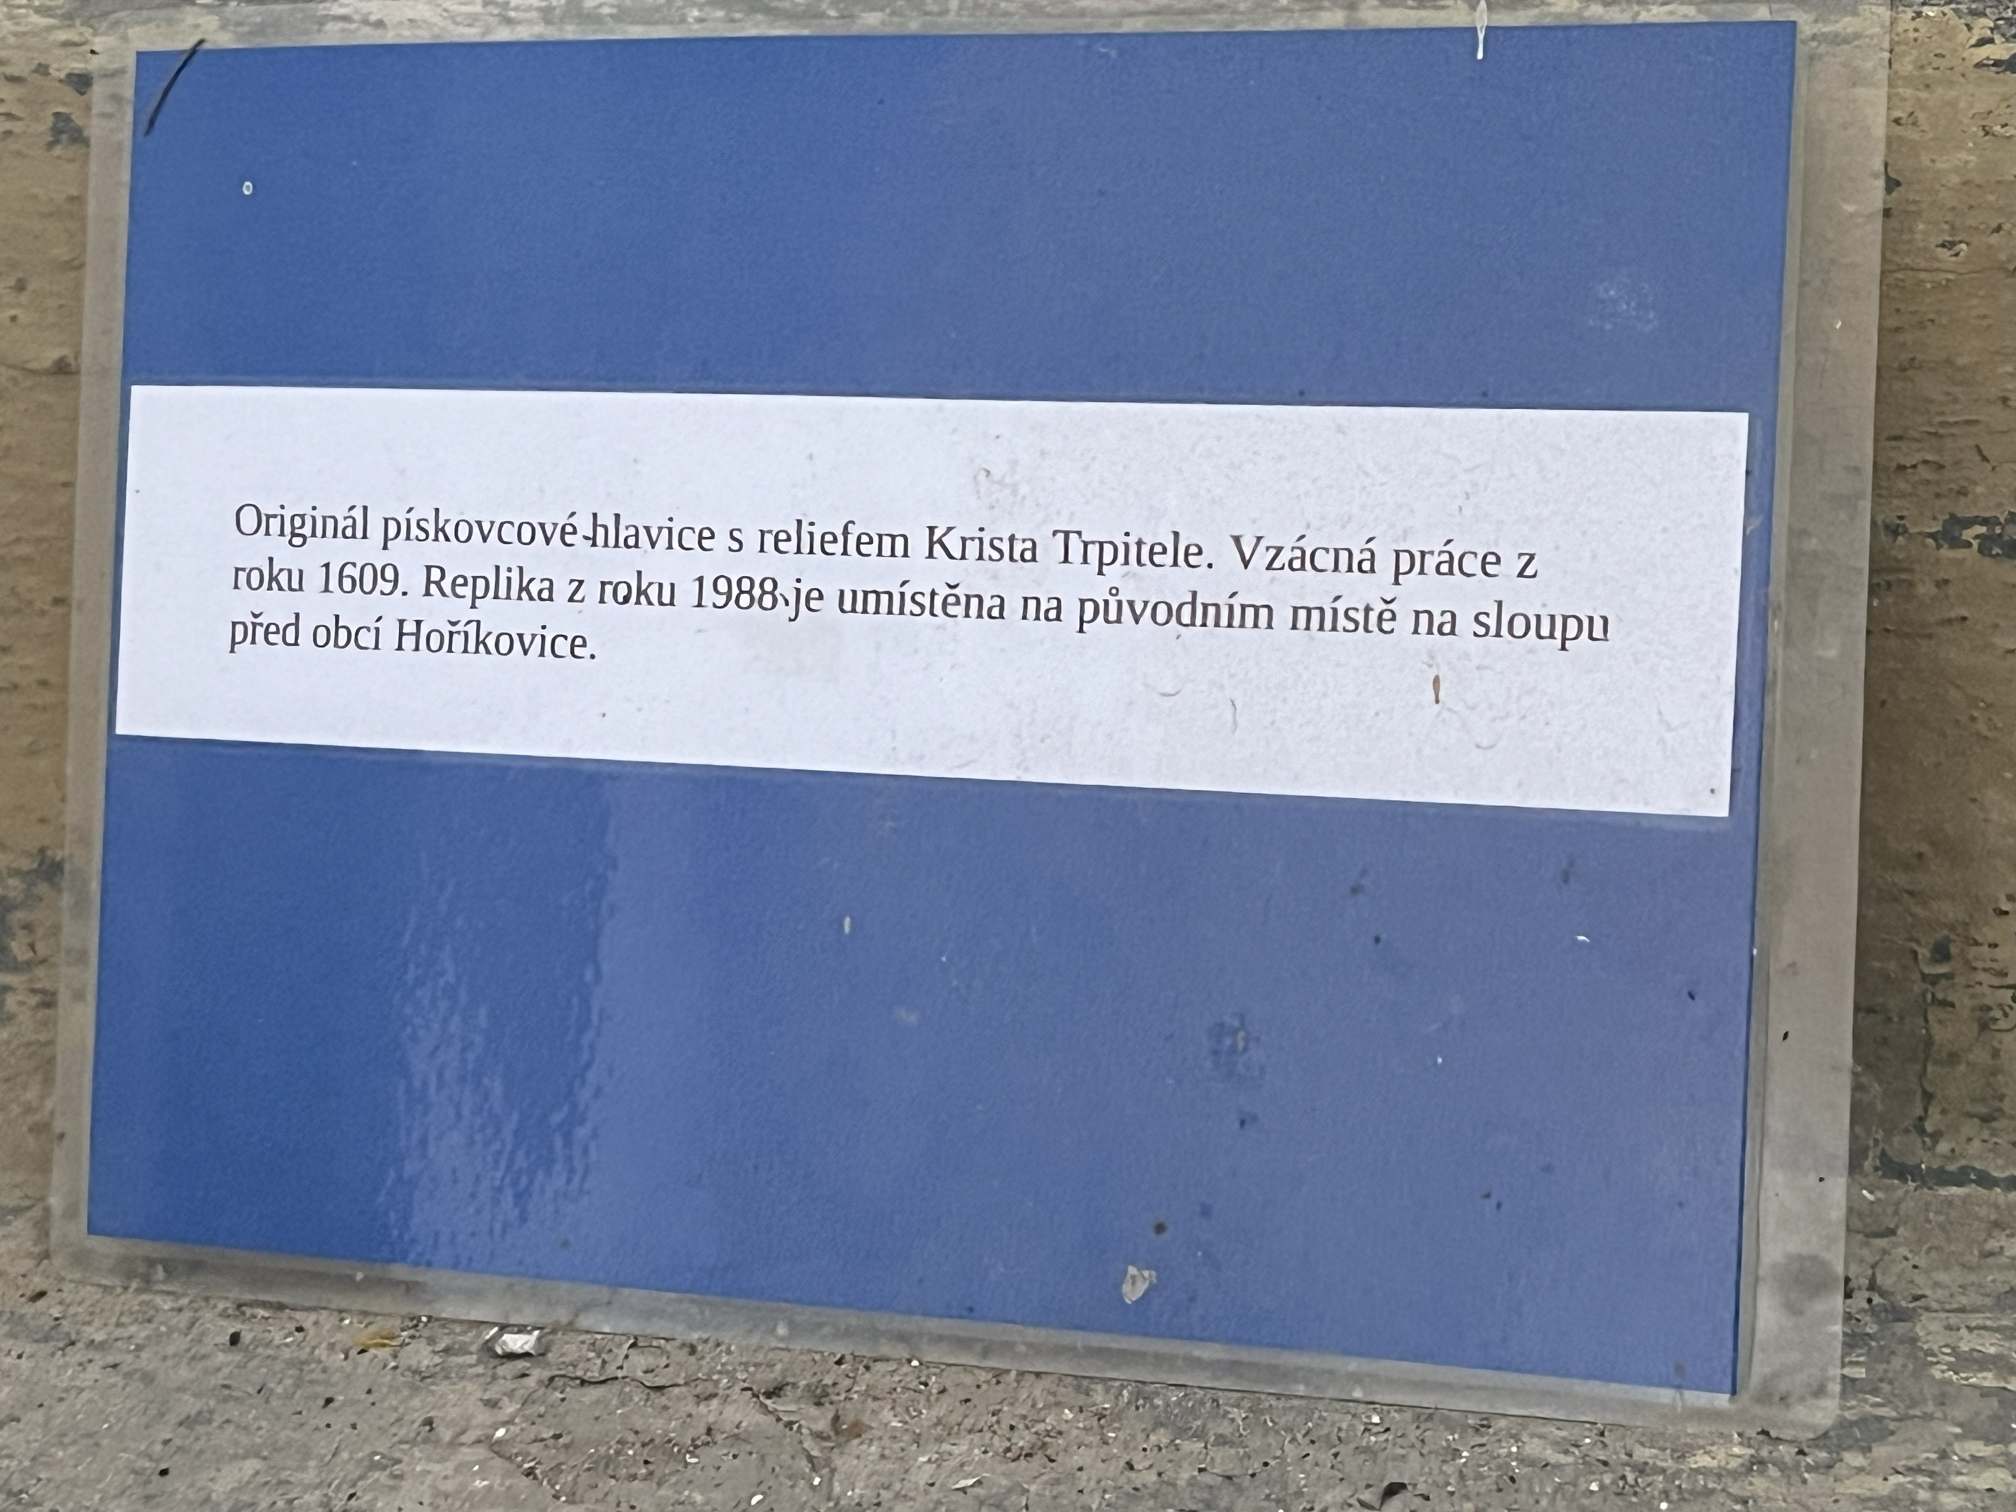 Originál pískovcové hlavice s reliefem Krista Trpitele. Vzácná práce z
roku 1609. Replika z roku 1988 je umístěna na původním místě na sloupu
před obcí Hoříkovice.